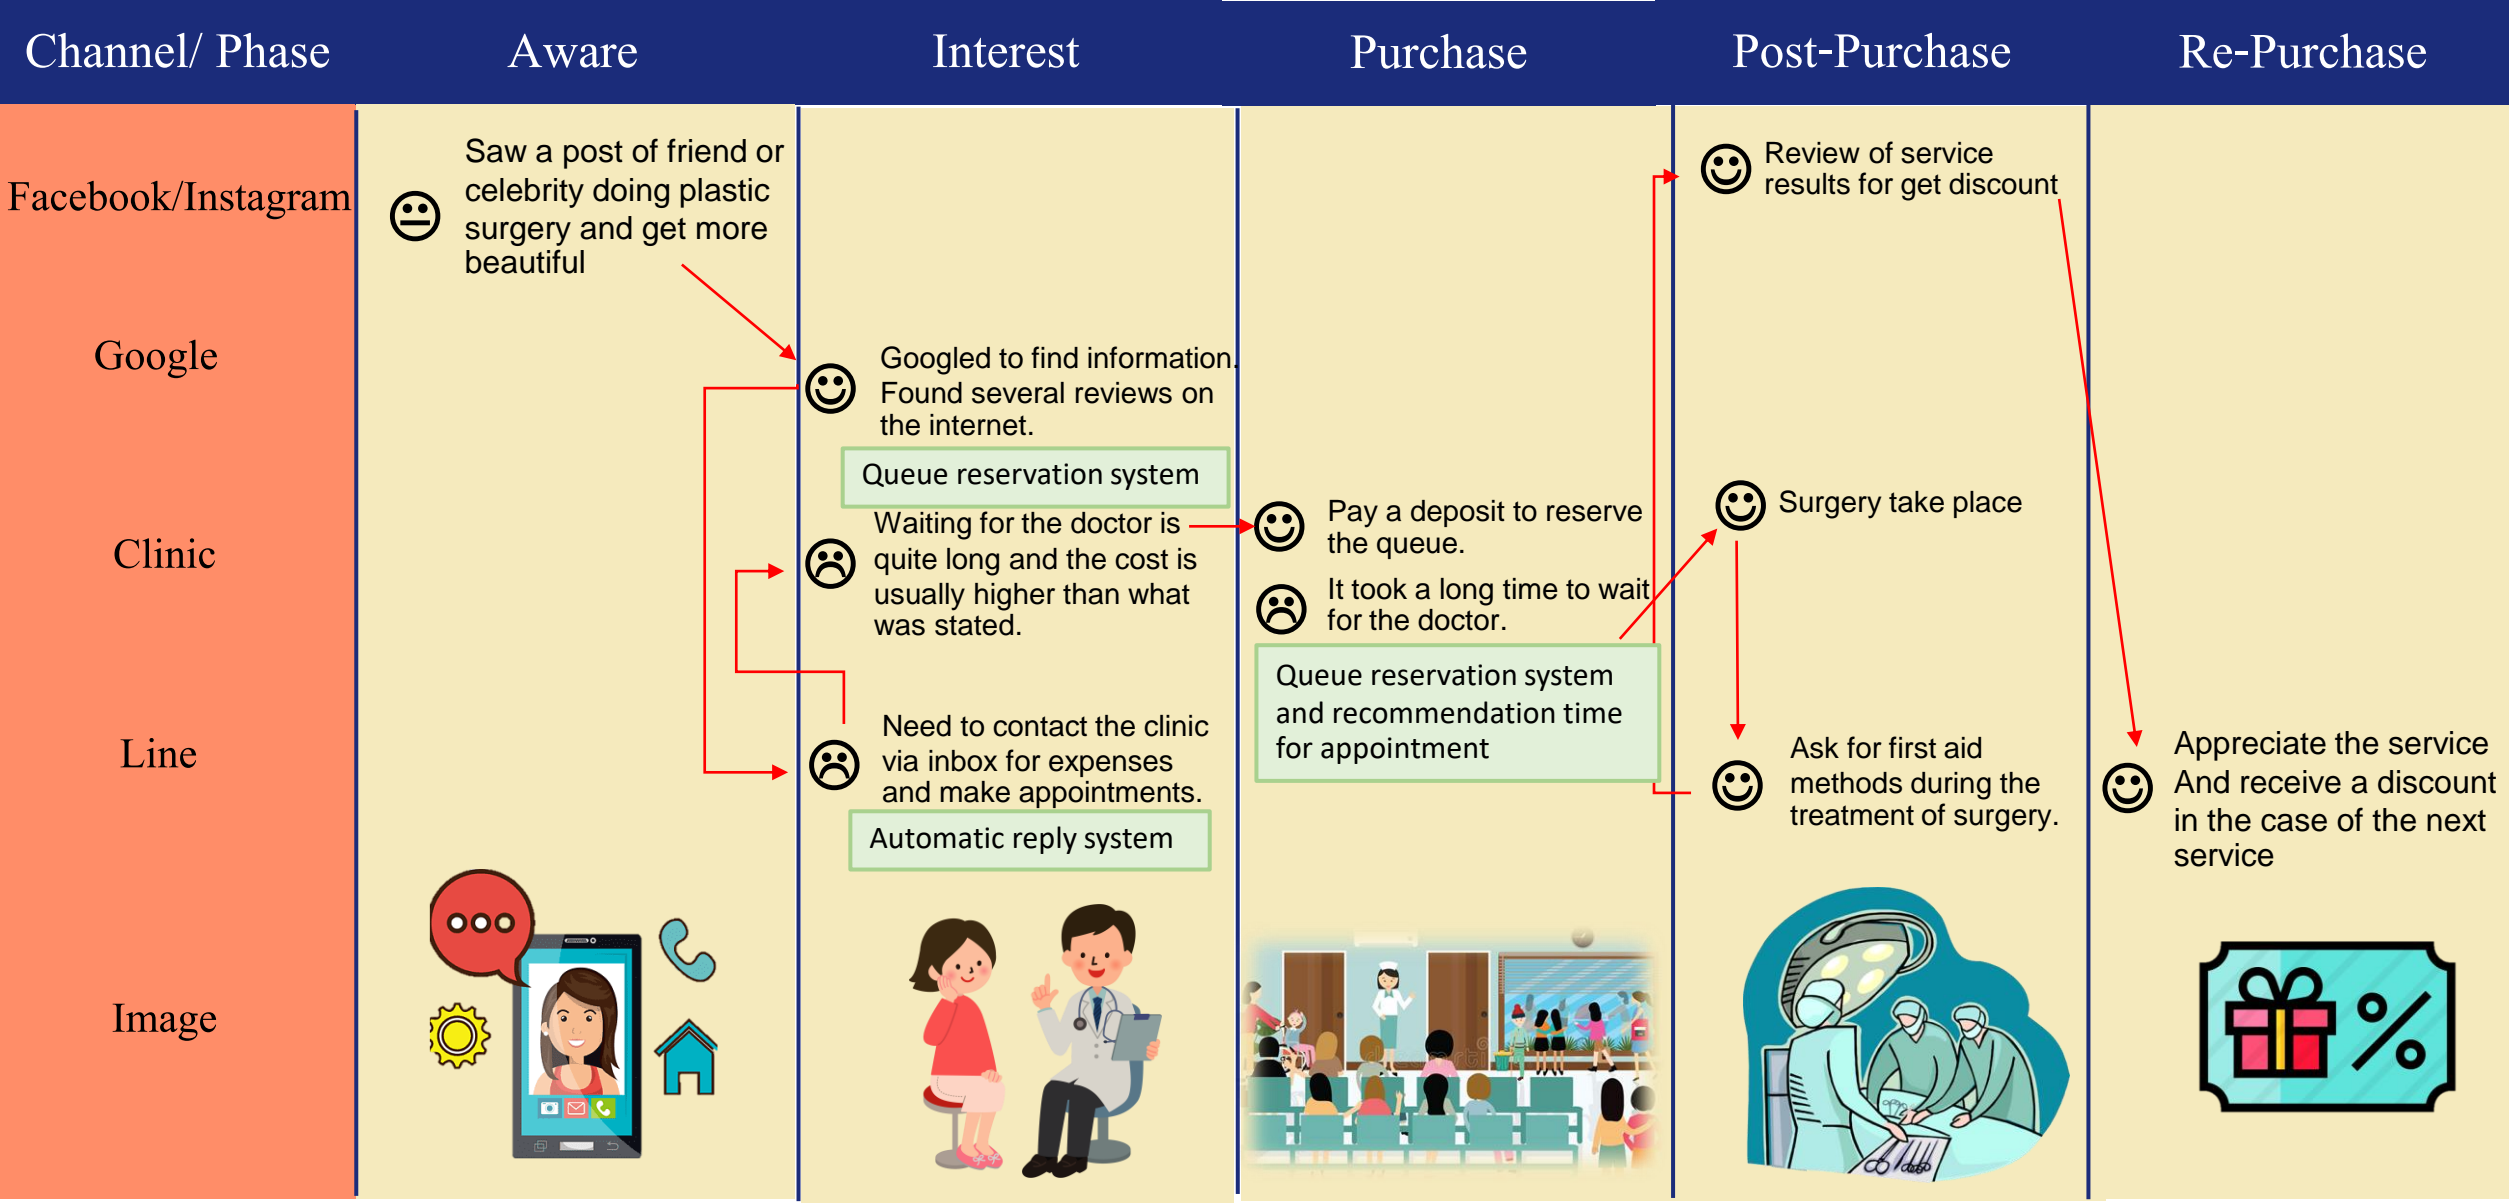 Channel/ Phase
Aware
Interest
Purchase
Post-Purchase
Re-Purchase
Facebook/Instagram
Saw a post of friend or
celebrity doing plastic
surgery and get more
beautiful
Review of service
results for get discount
Google
Googled to find information.
Found several reviews on
the internet.
Queue reservation system
Clinic
Waiting for the doctor is
quite long and the cost is
usually higher than what
was stated.
Pay a deposit to reserve
the queue.
It took a long time to wait
for the doctor.
Queue reservation system
and recommendation time
for appointment
Surgery take place
Line
Need to contact the clinic
via inbox for expenses
and make appointments.
Automatic reply system
Ask for first aid
methods during the
treatment of surgery.
Appreciate the service
And receive a discount
in the case of the next
service
Image
%